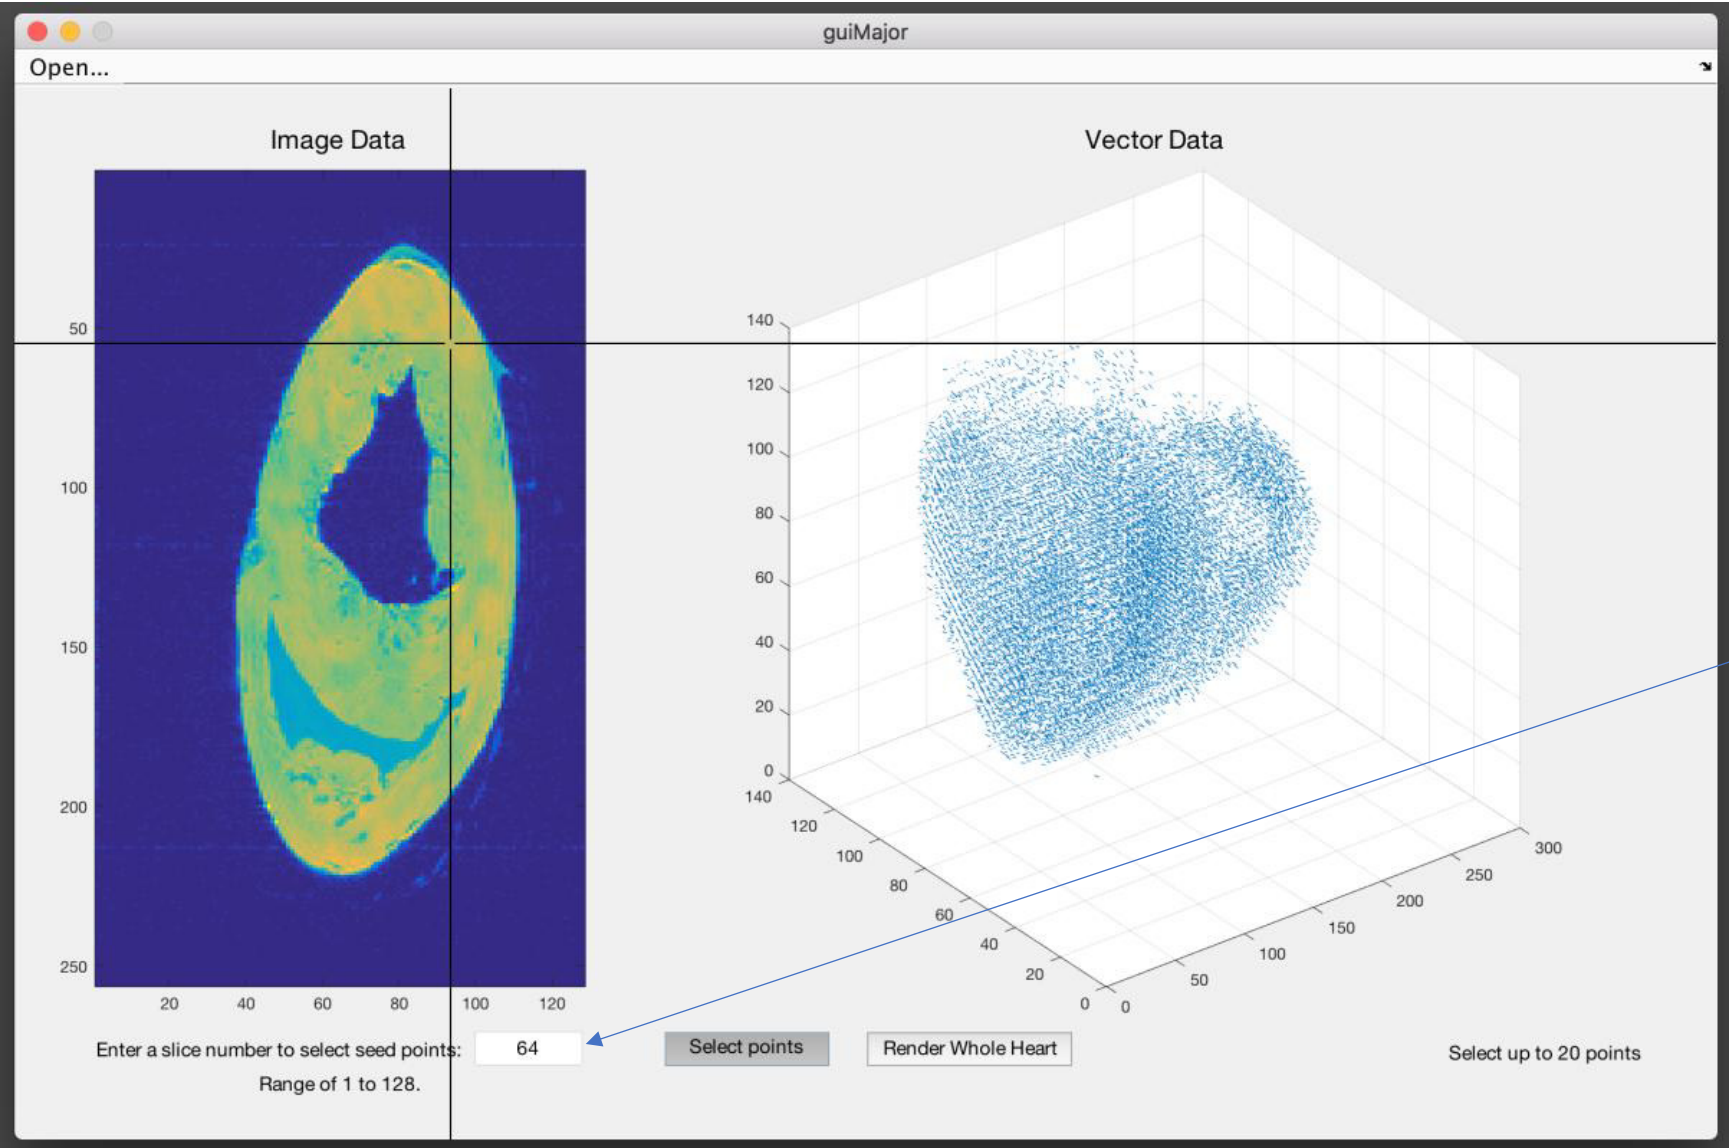 guiMajor
Open...
Image Data
Vector Data
50
100
150
200
250
20 40 60 80 100 120
140
120
100
80
60
40
20
0
140
120
100
80
60
40
20
0
0
50
100
150
200
250
300
Enter a slice number to select seed points: 64
Select points
Render Whole Heart
Select up to 20 points
Range of 1 to 128.